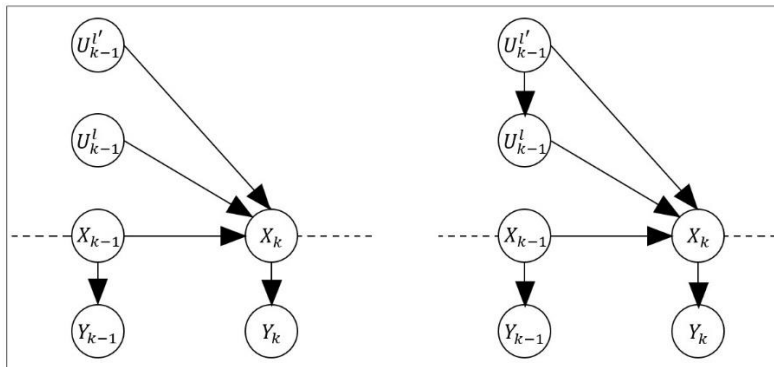 U_{k-1}^{l'} U_{k-1}^{l'}
U_{k-1}^{l} U_{k-1}^{l}
X_{k-1} X_k X_{k-1} X_k
Y_{k-1} Y_k Y_{k-1} Y_k